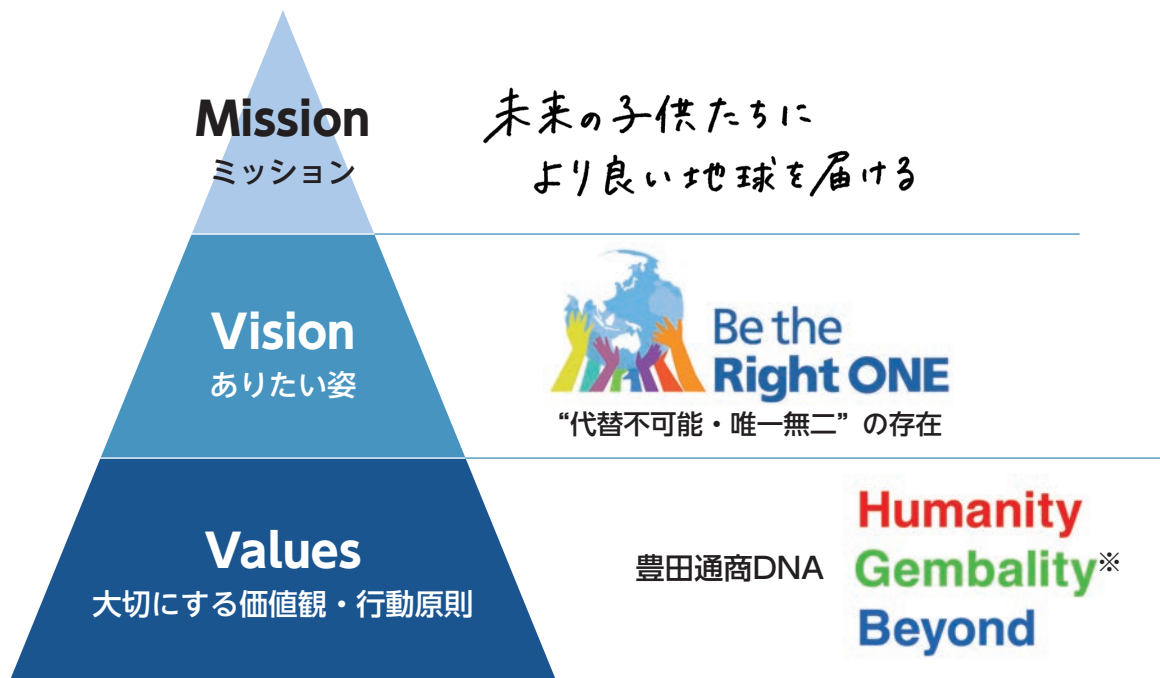 Mission
ミッション
未来の子供たちに
より良い地球を届ける
Vision
ありたい姿
Be the
Right ONE
“代替不可能・唯一無二”の存在
Values
大切にする価値観・行動原則
豊田通商DNA
Humanity
Gembality※
Beyond